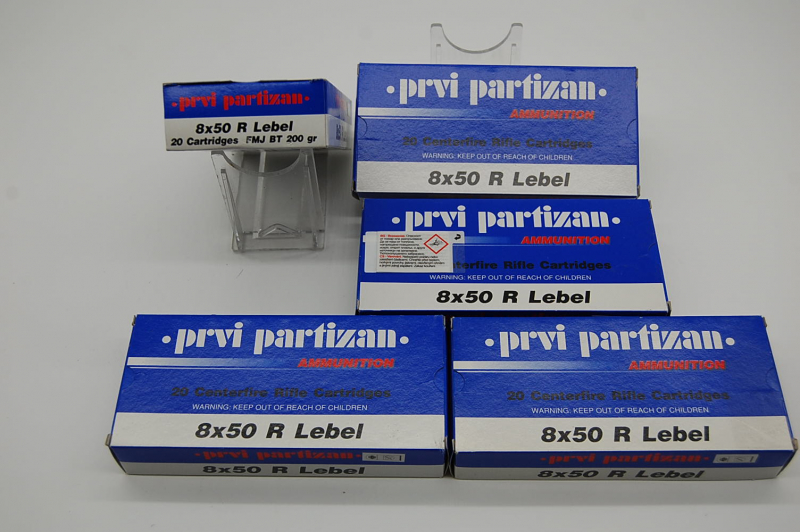 ·prvi partizan·
8x50 R Lebel
20 Cartridges FMJ BT 200 gr
·prvi partizan·
AMMUNITION
20 Centerfire Rifle Cartridges
WARNING: KEEP OUT OF REACH OF CHILDREN
8x50 R Lebel
·prvi partizan·
AMMUNITION
Centerfire Rifle Cartridges
WARNING: KEEP OUT OF REACH OF CHILDREN
8x50 R Lebel
·prvi partizan·
AMMUNITION
20 Centerfire Rifle Cartridges
WARNING: KEEP OUT OF REACH OF CHILDREN
8x50 R Lebel
·prvi partizan·
8x50 R Lebel
·prvi partizan·
AMMUNITION
20 Centerfire Rifle Cartridges
WARNING: KEEP OUT OF REACH OF CHILDREN
8x50 R Lebel
·prvi partizan·
8x50 R Lebel